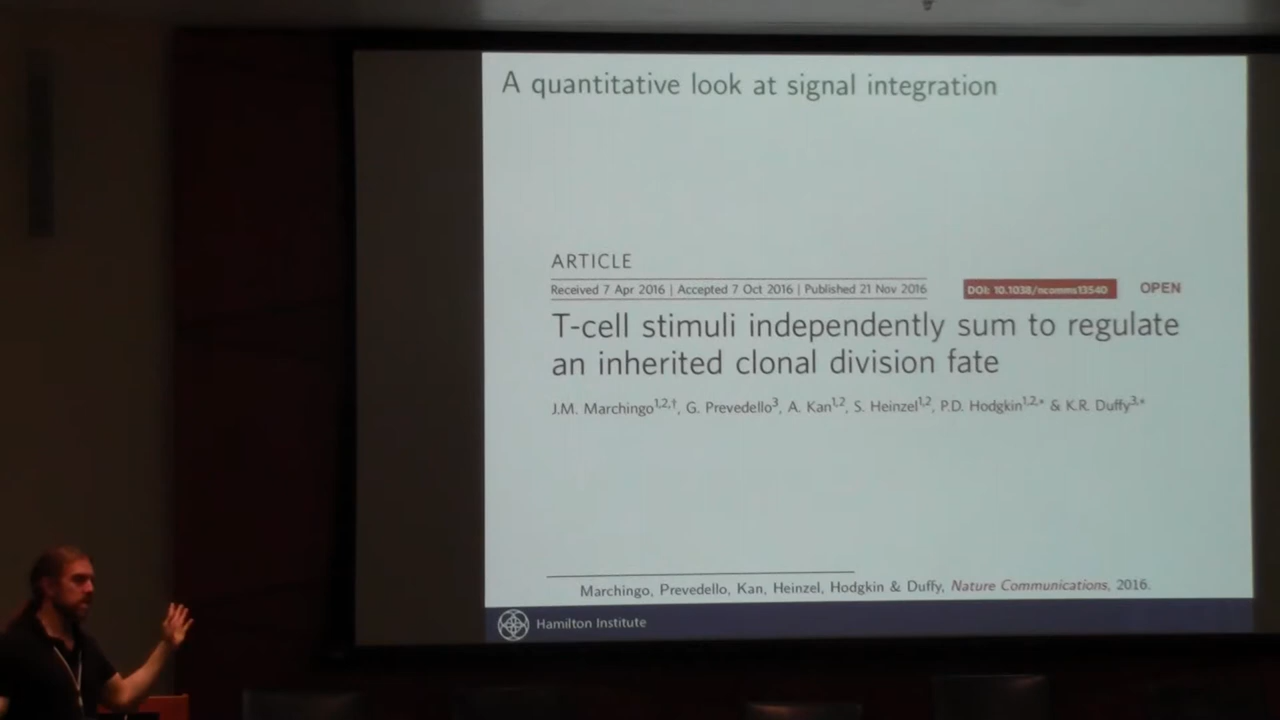 A quantitative look at signal integration
ARTICLE
Received 7 Apr 2016 | Accepted 7 Oct 2016 | Published 21 Nov 2016
DOI: 10.1038/ncomms13540
OPEN
T-cell stimuli independently sum to regulate
an inherited clonal division fate
J.M. Marchingo1,2,†, G. Prevedello3, A. Kan1,2, S. Heinzel1,2, P.D. Hodgkin1,2,* & K.R. Duffy3,*
Marchingo, Prevedello, Kan, Heinzel, Hodgkin & Duffy, Nature Communications, 2016.
Hamilton Institute